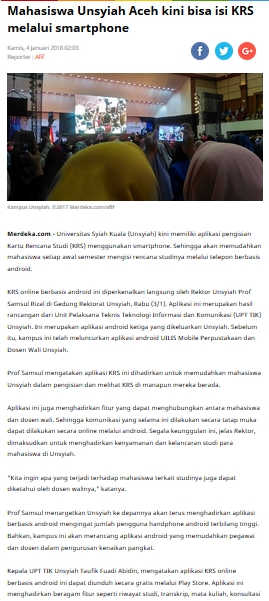 Mahasiswa Unsyiah Aceh kini bisa isi KRS
melalui smartphone
Kamis, 4 Januari 2018 02:03
Reporter : Afif
Kampus Unsyiah. ©2017 Merdeka.com/afif
Merdeka.com - Universitas Syiah Kuala (Unsyiah) kini memiliki aplikasi pengisian
Kartu Rencana Studi (KRS) menggunakan smartphone. Sehingga akan memudahkan
mahasiswa setiap awal semester mengisi rencana studinya melalui telepon berbasis
android.
KRS online berbasis android ini diperkenalkan langsung oleh Rektor Unsyiah Prof
Samsul Rizal di Gedung Rektorat Unsyiah, Rabu (3/1). Aplikasi ini merupakan hasil
rancangan dari Unit Pelaksana Teknis Teknologi Informasi dan Komunikasi (UPT TIK)
Unsyiah. Ini merupakan aplikasi android ketiga yang dikeluarkan Unsyiah. Sebelum
itu, kampus ini telah meluncurkan aplikasi android UILIS Mobile Perpustakaan dan
Dosen Wali Unsyiah.
Prof Samsul mengatakan aplikasi KRS ini dihadirkan untuk memudahkan mahasiswa
Unsyiah dalam pengisian dan melihat KRS di manapun mereka berada.
Aplikasi ini juga menghadirkan fitur yang dapat menghubungkan antara mahasiswa
dan dosen wali. Sehingga komunikasi yang selama ini dilakukan secara tatap muka
dapat dilakukan secara online melalui android. Segala keunggulan ini, jelas Rektor,
dimaksudkan untuk menghadirkan kenyamanan dan kelancaran studi para
mahasiswa di Unsyiah.
"Kita ingin apa yang terjadi terhadap mahasiswa terkait studinya juga dapat
diketahui oleh dosen walinya," katanya.
Prof Samsul menargetkan Unsyiah ke depannya akan terus menghadirkan aplikasi
berbasis android mengingat jumlah pengguna handphone android terbilang tinggi.
Bahkan, kampus ini akan merancang aplikasi android yang memudahkan pegawai
dan dosen dalam pengurusan kenaikan pangkat.
Kepala UPT TIK Unsyiah Taufik Fuadi Abidin, mengatakan aplikasi KRS online
berbasis android ini dapat diunduh secara gratis melalui Play Store. Aplikasi ini
menghadirkan beragam fitur seperti riwayat studi, transkrip, mata kuliah, konsultasi